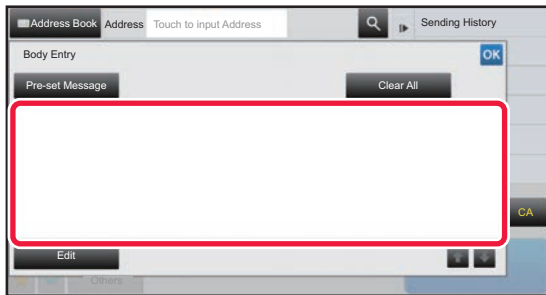 Address Book Address Touch to input Address Sending History
Body Entry OK
Pre-set Message Clear All
CA
Edit
Others